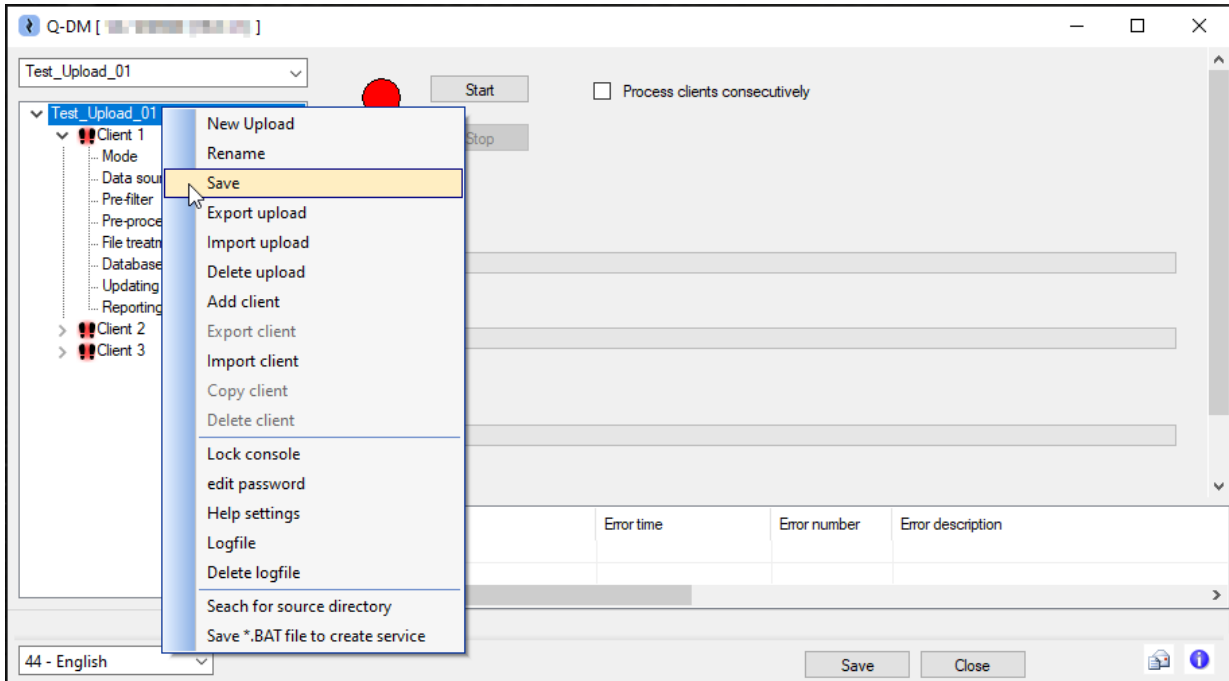 Q-DM [ ]
Test_Upload_01
Start
Process clients consecutively
Stop
Test_Upload_01
Client 1
Mode
Data sour
Pre-filter
Pre-proce
File treatm
Database
Updating
Reporting
Client 2
Client 3
New Upload
Rename
Save
Export upload
Import upload
Delete upload
Add client
Export client
Import client
Copy client
Delete client
Lock console
edit password
Help settings
Logfile
Delete logfile
Seach for source directory
Save *.BAT file to create service
Error time
Error number
Error description
44 - English
Save
Close